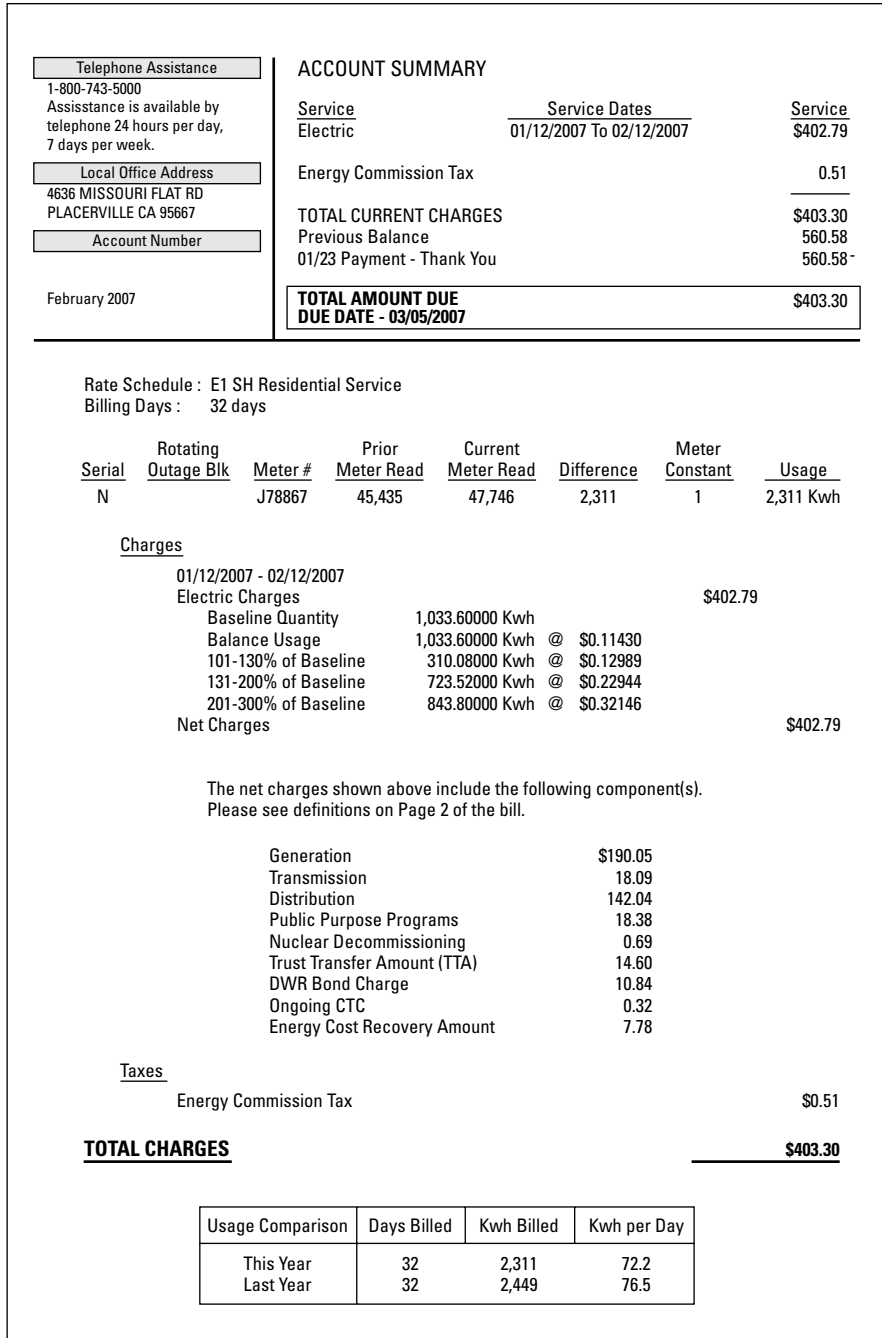 Telephone Assistance
1-800-743-5000
Assisstance is available by
telephone 24 hours per day,
7 days per week.
Local Office Address
4636 MISSOURI FLAT RD
PLACERVILLE CA 95667
Account Number
February 2007
ACCOUNT SUMMARY
Service Service Dates Service
Electric 01/12/2007 To 02/12/2007 $402.79
Energy Commission Tax 0.51
TOTAL CURRENT CHARGES $403.30
Previous Balance 560.58
01/23 Payment - Thank You 560.58-
TOTAL AMOUNT DUE $403.30
DUE DATE - 03/05/2007
Rate Schedule : E1 SH Residential Service
Billing Days : 32 days
Rotating Prior Current Meter
Serial Outage Blk Meter # Meter Read Meter Read Difference Constant Usage
N J78867 45,435 47,746 2,311 1 2,311 Kwh
Charges
01/12/2007 - 02/12/2007
Electric Charges $402.79
Baseline Quantity 1,033.60000 Kwh
Balance Usage 1,033.60000 Kwh @ $0.11430
101-130% of Baseline 310.08000 Kwh @ $0.12989
131-200% of Baseline 723.52000 Kwh @ $0.22944
201-300% of Baseline 843.80000 Kwh @ $0.32146
Net Charges $402.79
The net charges shown above include the following component(s).
Please see definitions on Page 2 of the bill.
Generation $190.05
Transmission 18.09
Distribution 142.04
Public Purpose Programs 18.38
Nuclear Decommissioning 0.69
Trust Transfer Amount (TTA) 14.60
DWR Bond Charge 10.84
Ongoing CTC 0.32
Energy Cost Recovery Amount 7.78
Taxes
Energy Commission Tax $0.51
TOTAL CHARGES $403.30
Usage Comparison Days Billed Kwh Billed Kwh per Day
This Year 32 2,311 72.2
Last Year 32 2,449 76.5